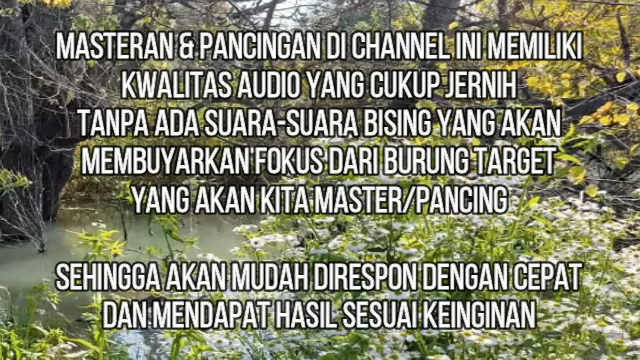 MASTERAN & PANCINGAN DI CHANNEL INI MEMILIKI
KWALITAS AUDIO YANG CUKUP JERNIH
TANPA ADA SUARA-SUARA BISING YANG AKAN
MEMBUYARKAN FOKUS DARI BURUNG TARGET
YANG AKAN KITA MASTER/PANCING
SEHINGGA AKAN MUDAH DIRESPON DENGAN CEPAT
DAN MENDAPAT HASIL SESUAI KEINGINAN